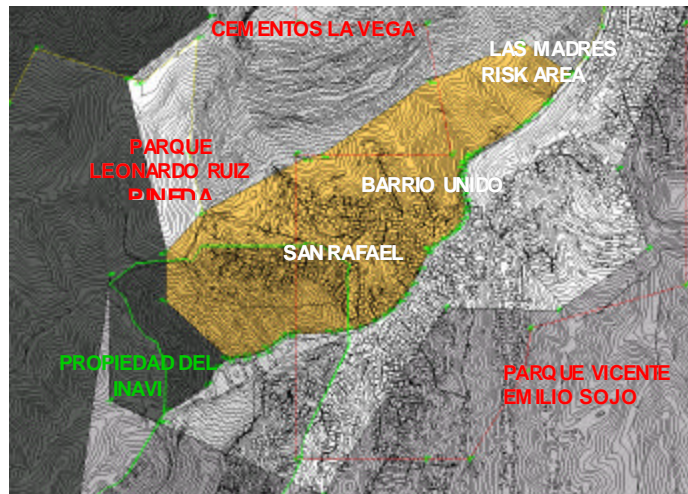 CEMENTOS LA VEGA
LAS MADRES
RISK AREA
PARQUE
LEONARDO RUIZ
PINEDA
BARRIO UNIDO
SAN RAFAEL
PROPIEDAD DEL
INAVI
PARQUE VICENTE
EMILIO SOJO